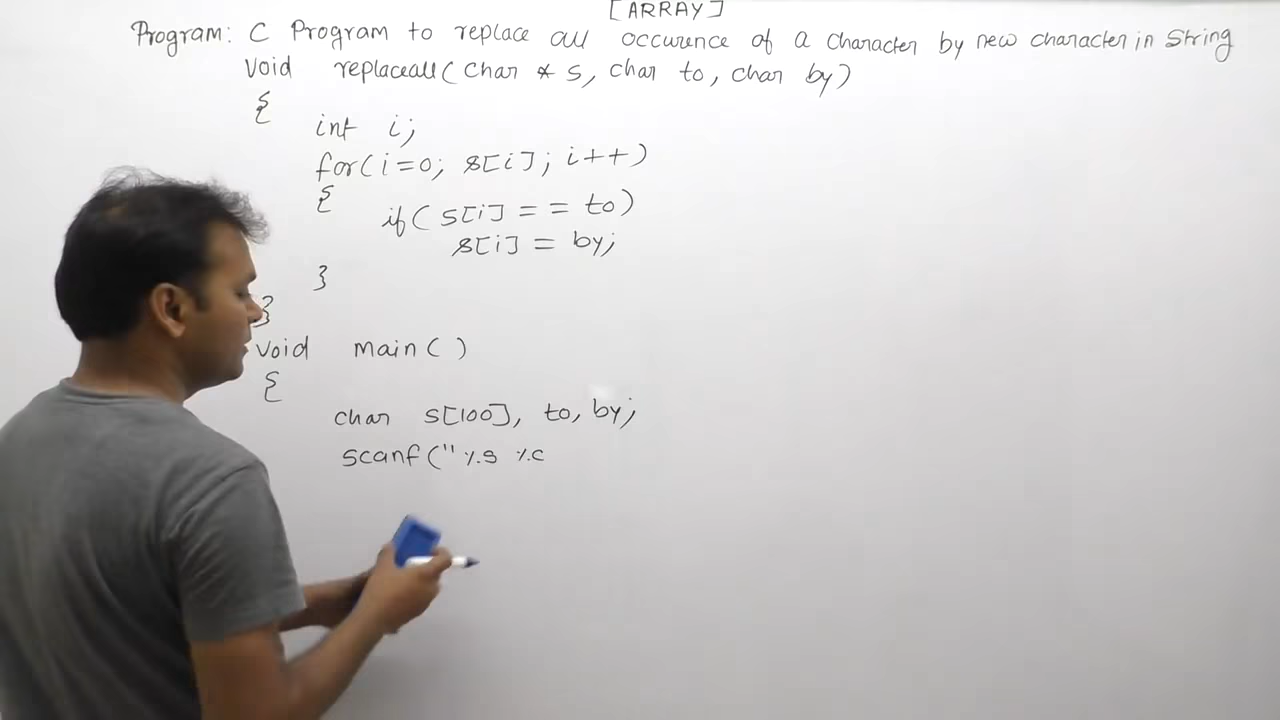 [ARRAY]
Program: C Program to replace all occurence of a character by new character in String
void replaceall(char * s, char to, char by)
{
int i;
for(i=0; s[i]; i++)
{
if( s[i] == to)
s[i] = by;
}
}
void main( )
{
char s[100], to, by;
scanf("%s %c